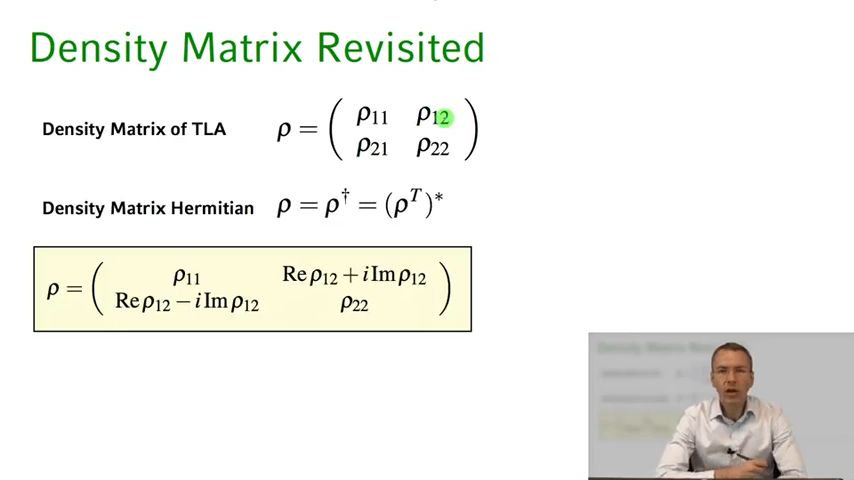 Density Matrix Revisited
Density Matrix of TLA ρ = ( ρ₁₁ ρ₁₂
ρ₂₁ ρ₂₂ )
Density Matrix Hermitian ρ = ρ† = (ρᵀ)*
ρ = ( ρ₁₁ Re ρ₁₂ + i Im ρ₁₂
Re ρ₁₂ − i Im ρ₁₂ ρ₂₂ )